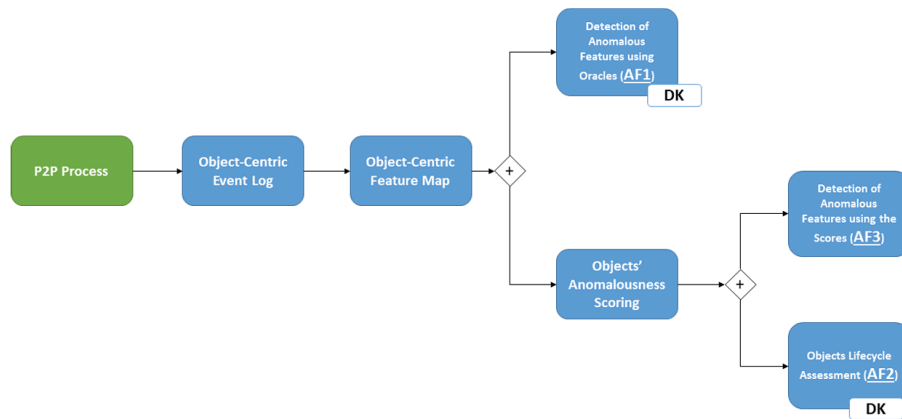 Detection of
Anomalous
Features using
Oracles (AF1)
DK
P2P Process
Object-Centric
Event Log
Object-Centric
Feature Map
+
Detection of
Anomalous
Features using the
Scores (AF3)
Objects'
Anomalousness
Scoring
+
Objects Lifecycle
Assessment (AF2)
DK